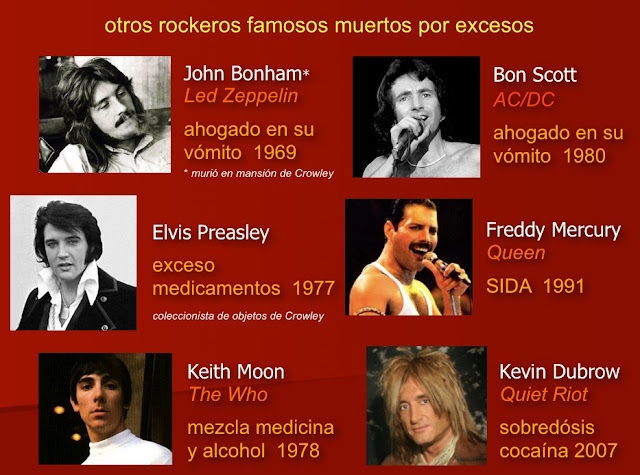 otros rockeros famosos muertos por excesos
John Bonham*
Led Zeppelin
ahogado en su
vómito 1969
* murió en mansión de Crowley
Bon Scott
AC/DC
ahogado en su
vómito 1980
Elvis Preasley
exceso
medicamentos 1977
coleccionista de objetos de Crowley
Freddy Mercury
Queen
SIDA 1991
Keith Moon
The Who
mezcla medicina
y alcohol 1978
Kevin Dubrow
Quiet Riot
sobredósis
cocaína 2007